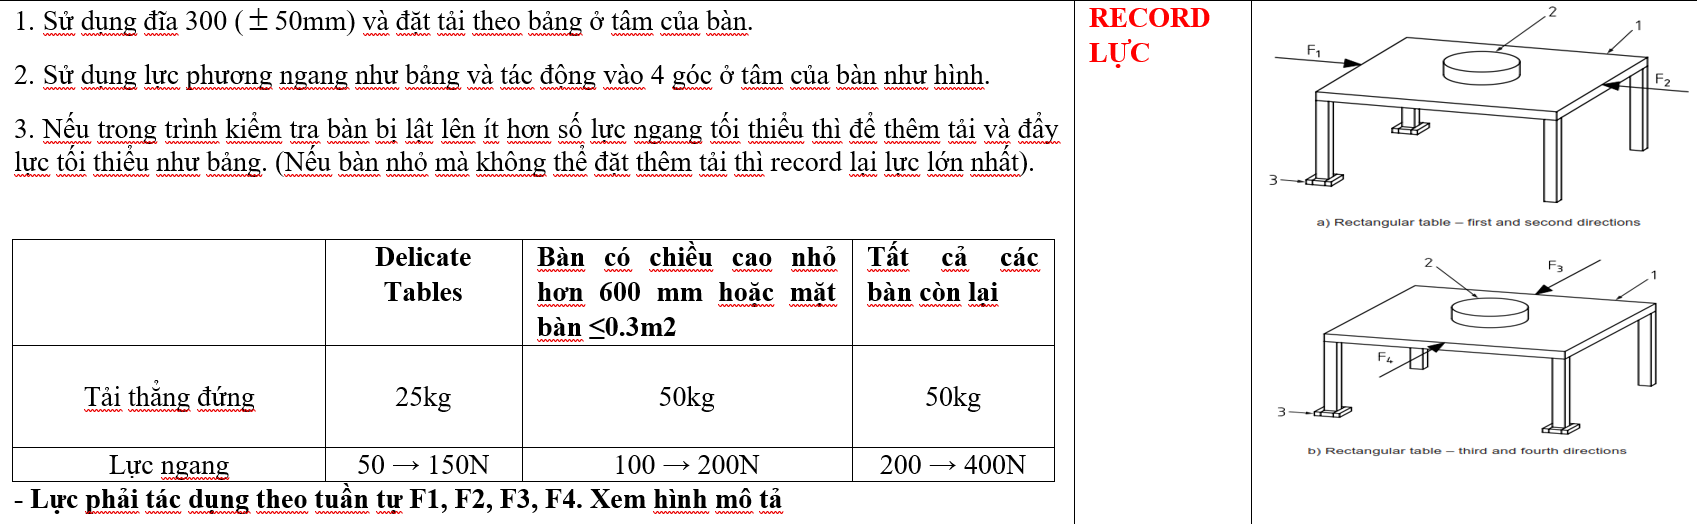 1. Sử dụng đĩa 300 ( ± 50mm) và đặt tải theo bảng ở tâm của bàn.
2. Sử dụng lực phương ngang như bảng và tác động vào 4 góc ở tâm của bàn như hình.
3. Nếu trong trình kiểm tra bàn bị lật lên ít hơn số lực ngang tối thiểu thì để thêm tải và đẩy
lực tối thiểu như bảng. (Nếu bàn nhỏ mà không thể đặt thêm tải thì record lại lực lớn nhất).
Delicate
Tables
Bàn có chiều cao nhỏ
hơn 600 mm hoặc mặt
bàn ≤0.3m2
Tất cả các
bàn còn lại
Tải thẳng đứng
25kg
50kg
50kg
Lực ngang
50 → 150N
100 → 200N
200 → 400N
- Lực phải tác dụng theo tuần tự F1, F2, F3, F4. Xem hình mô tả
RECORD
LỰC
2
1
F₁
F₂
3
a) Rectangular table – first and second directions
2
F₃
1
F₄
3
b) Rectangular table – third and fourth directions